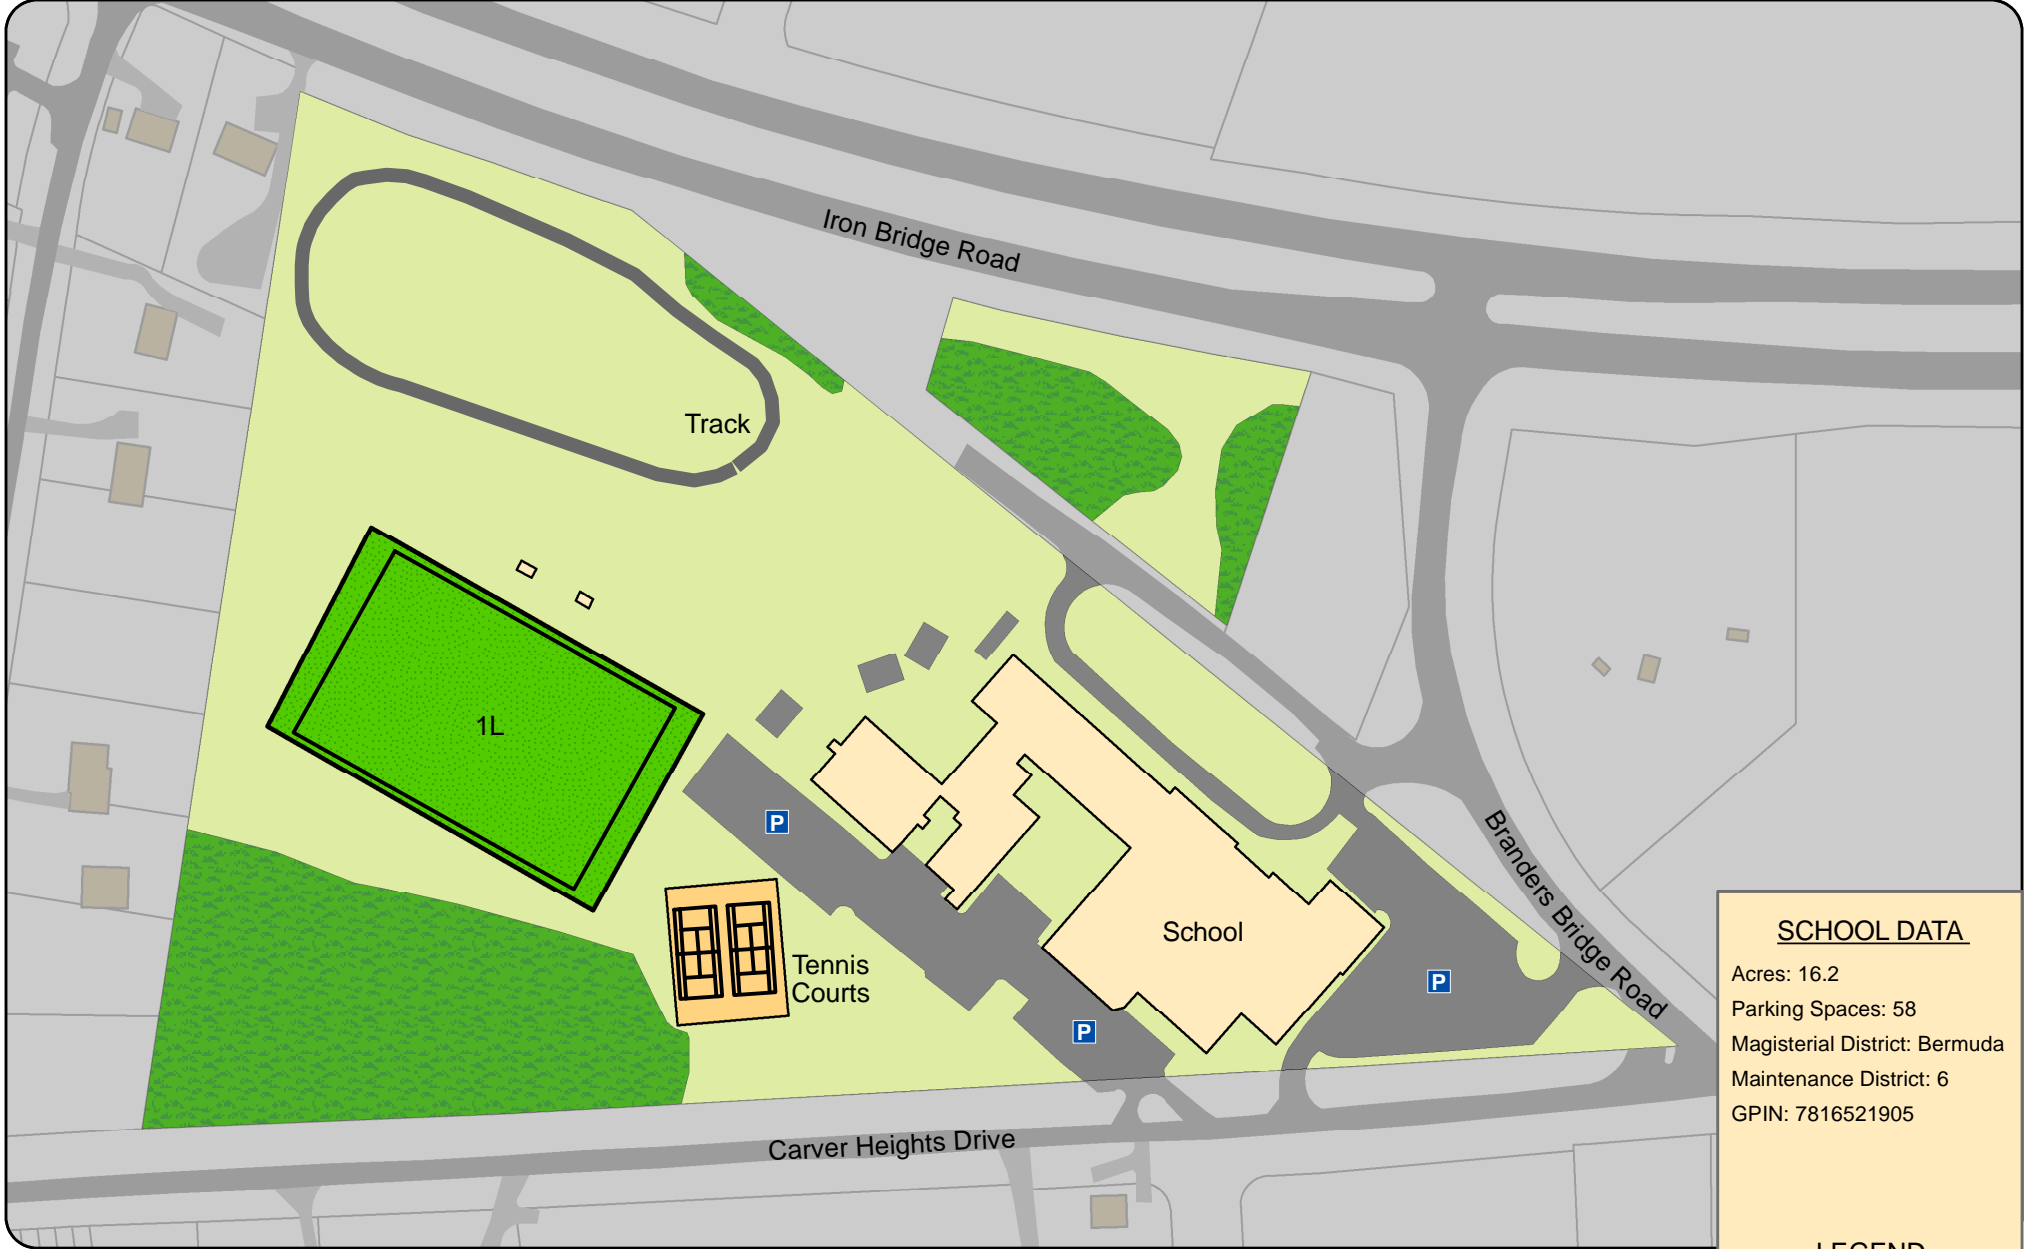 Iron Bridge Road
Track
1L
P
School
Tennis
Courts
P
P
Branders Bridge Road
Carver Heights Drive
SCHOOL DATA
Acres: 16.2
Parking Spaces: 58
Magisterial District: Bermuda
Maintenance District: 6
GPIN: 7816521905
LEGEND